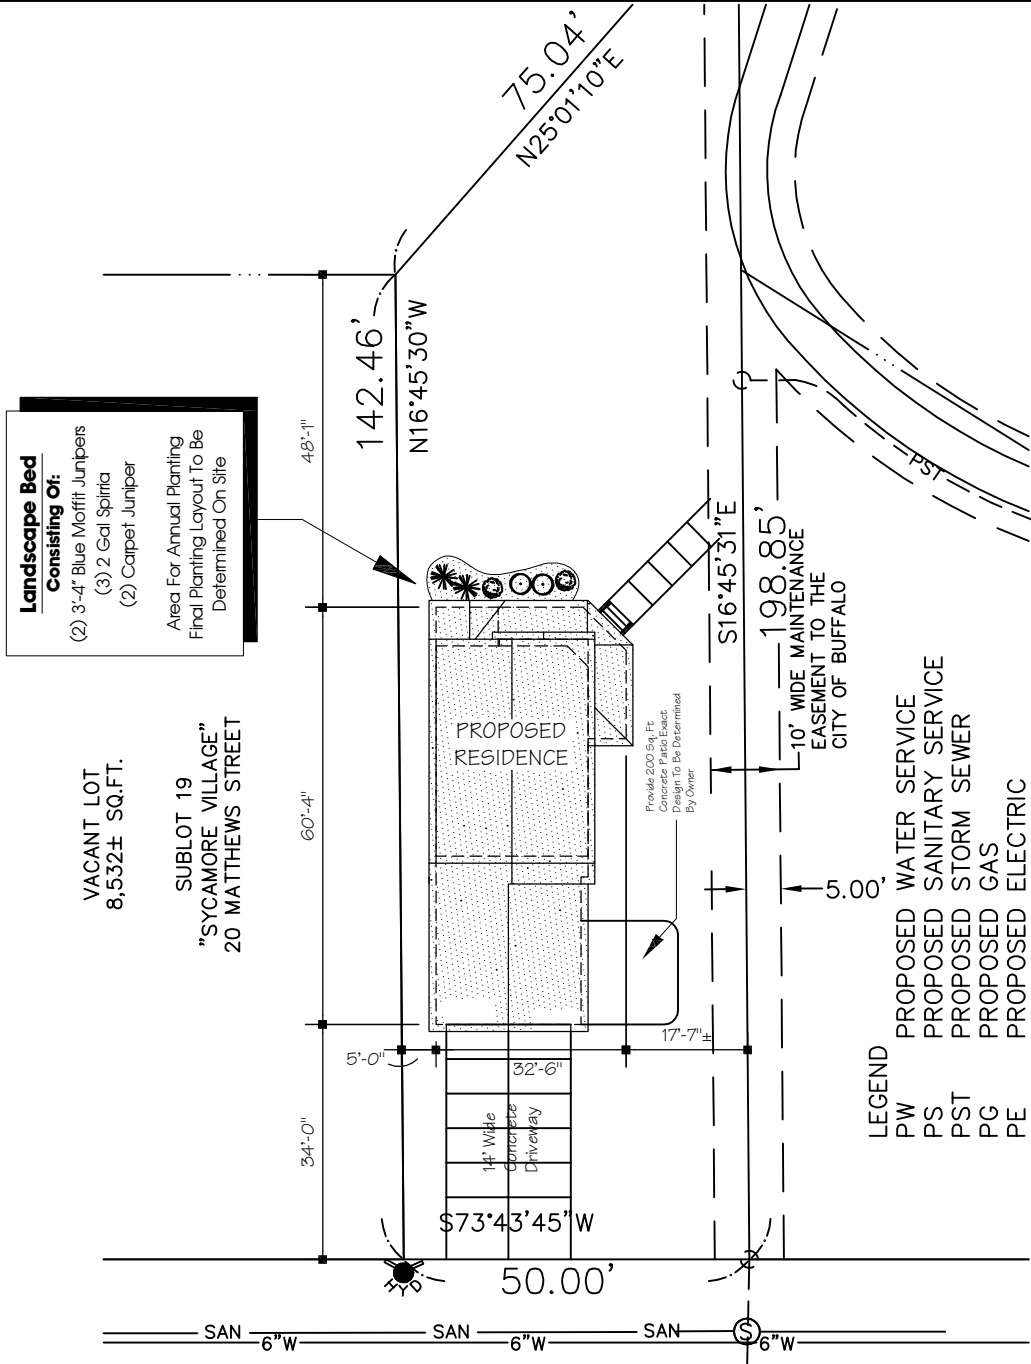 75.04'
N25°01'10"E
142.46'
N16°45'30"W
48'-1"
Landscape Bed
Consisting Of:
(2) 3'-4" Blue Moffit Junipers
(3) 2 Gal Spirria
(2) Carpet Juniper
Area For Annual Planting
Final Planting Layout To Be
Determined On Site
PST
S16°45'31"E
198.85'
10' WIDE MAINTENANCE
EASEMENT TO THE
CITY OF BUFFALO
VACANT LOT
8,532± SQ.FT.
SUBLOT 19
"SYCAMORE VILLAGE"
20 MATTHEWS STREET
60'-4"
PROPOSED
RESIDENCE
Provide 200 Sq. Ft
Concrete Patio Exact
Design To Be Determined
By Owner
5.00'
17'-7"±
5'-0"
32'-6"
34'-0"
14' Wide
Concrete
Driveway
LEGEND
PW PROPOSED WATER SERVICE
PS PROPOSED SANITARY SERVICE
PST PROPOSED STORM SEWER
PG PROPOSED GAS
PE PROPOSED ELECTRIC
S73°43'45"W
50.00'
HYD
SAN SAN SAN S
6"W 6"W 6"W